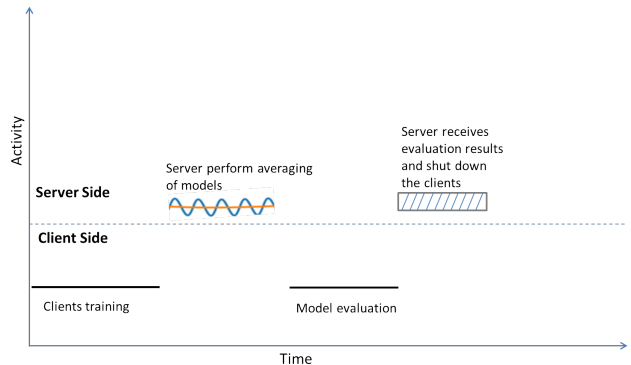 Activity
Server receives
evaluation results
and shut down
the clients
Server perform averaging
of models
Server Side
Client Side
Clients training
Model evaluation
Time